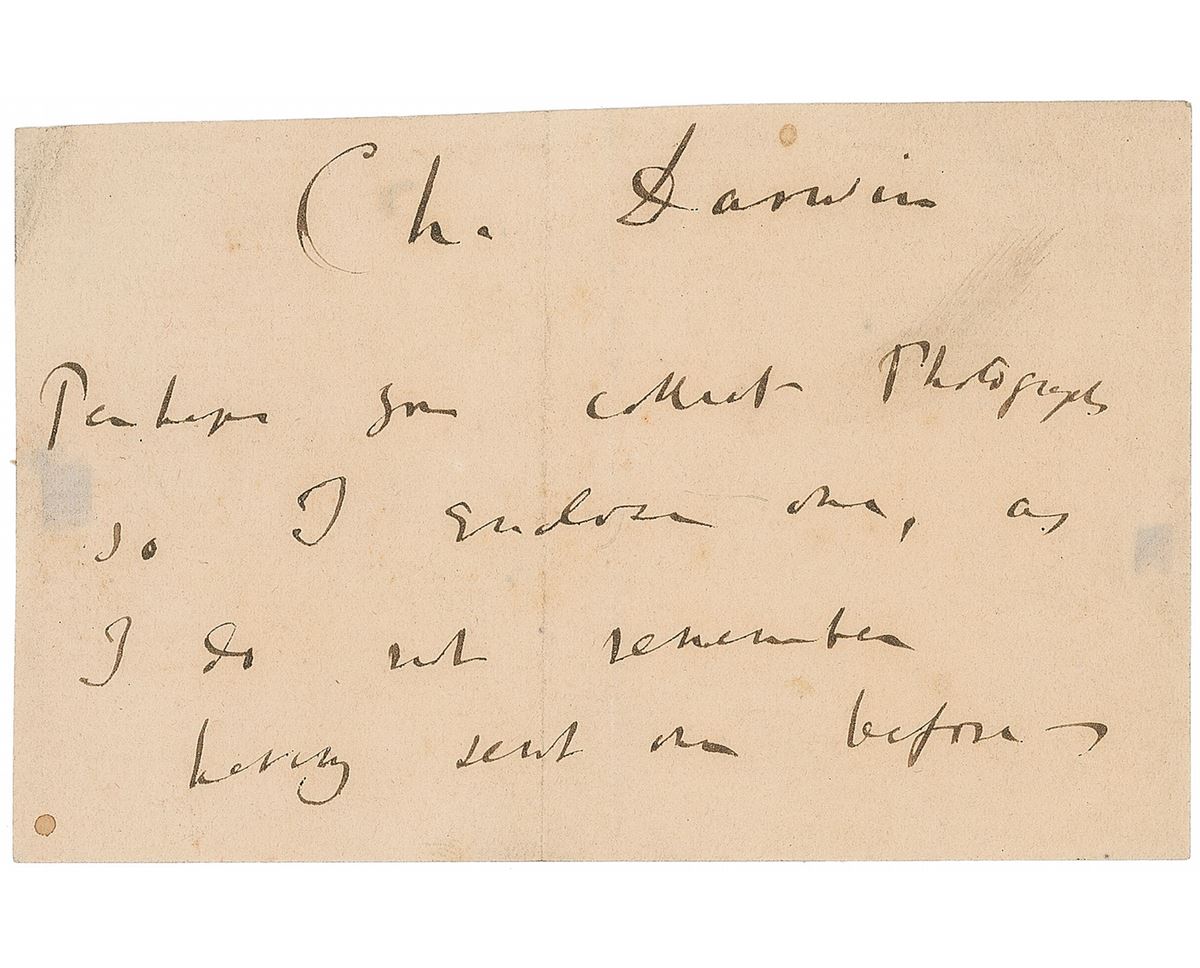 Ch. Darwin
Perhaps you collect Photographs
so I enclose one, as
I do not remember
having sent one before —